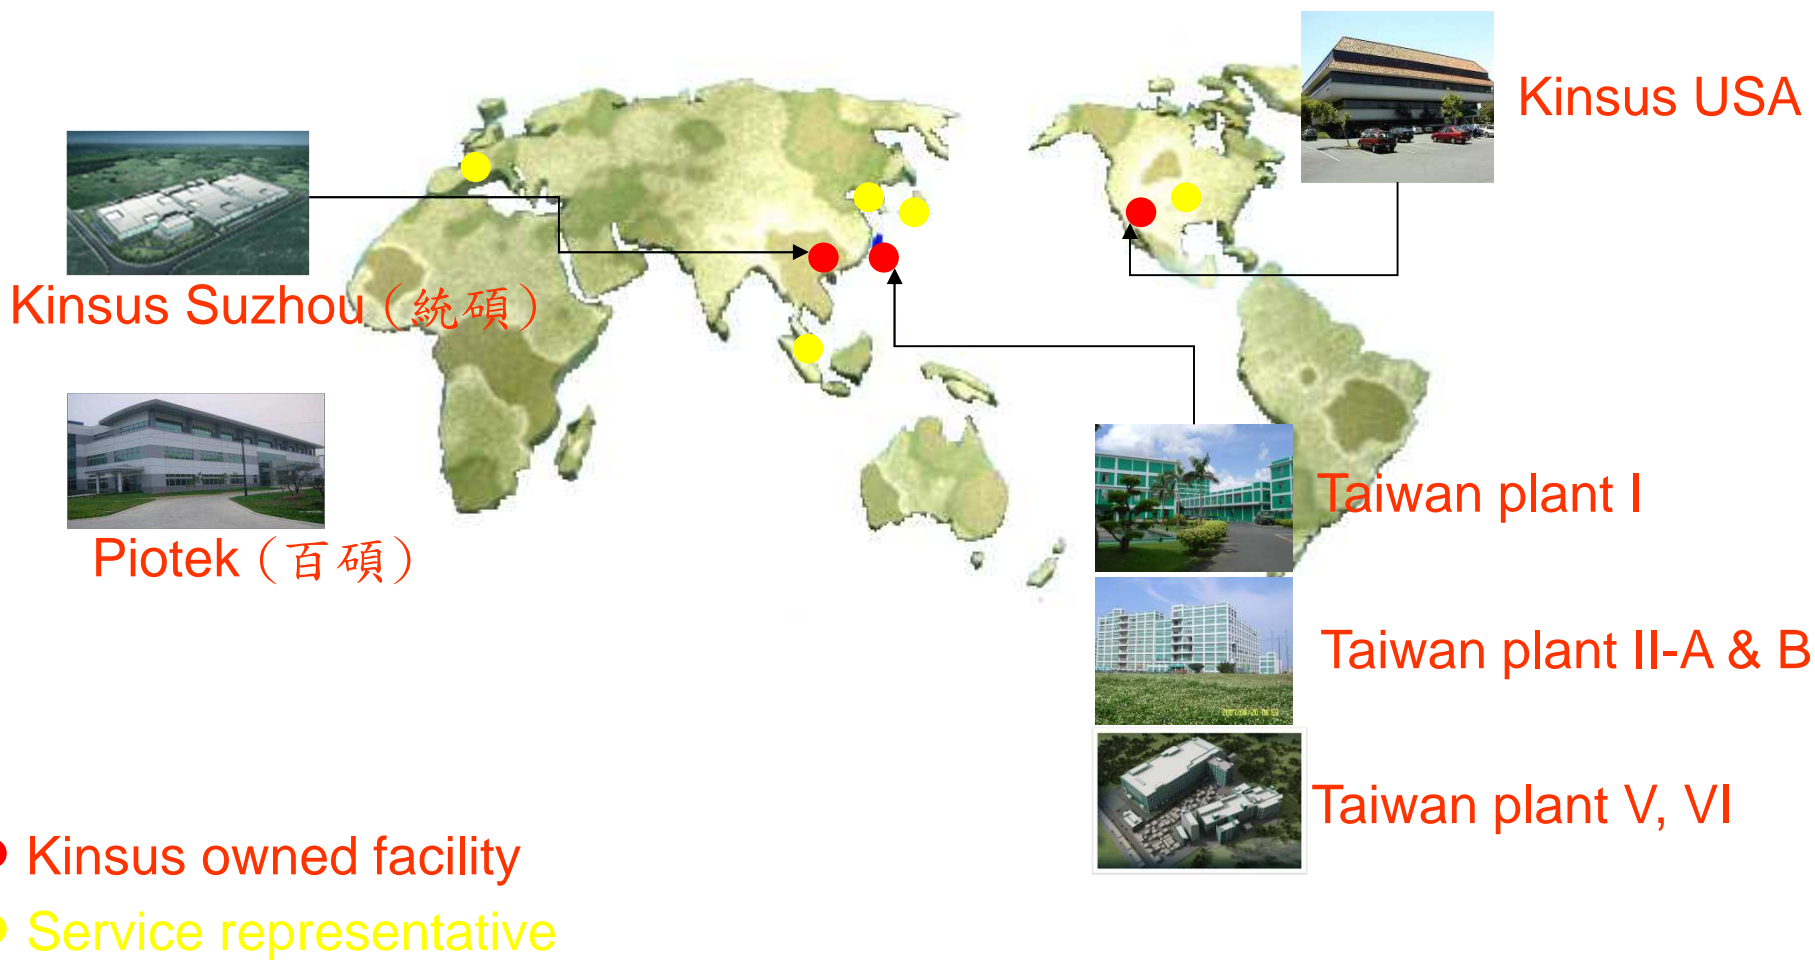 Kinsus USA
Kinsus Suzhou (統碩)
Piotek (百碩)
Taiwan plant I
Taiwan plant II-A & B
Taiwan plant V, VI
Kinsus owned facility
Service representative